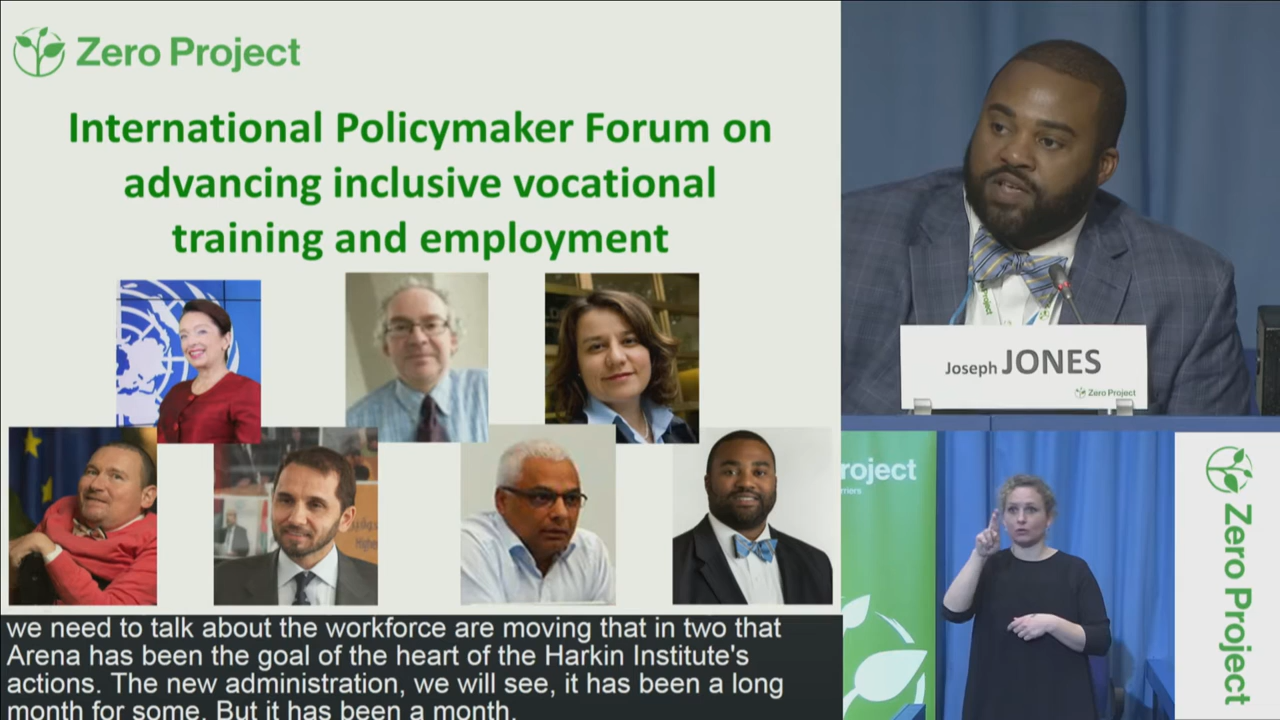 Zero Project
International Policymaker Forum on
advancing inclusive vocational
training and employment
we need to talk about the workforce are moving that in two that
Arena has been the goal of the heart of the Harkin Institute's
actions. The new administration, we will see, it has been a long
month for some. But it has been a month.
Joseph JONES
Zero Project
roject
rriers
Zero Project